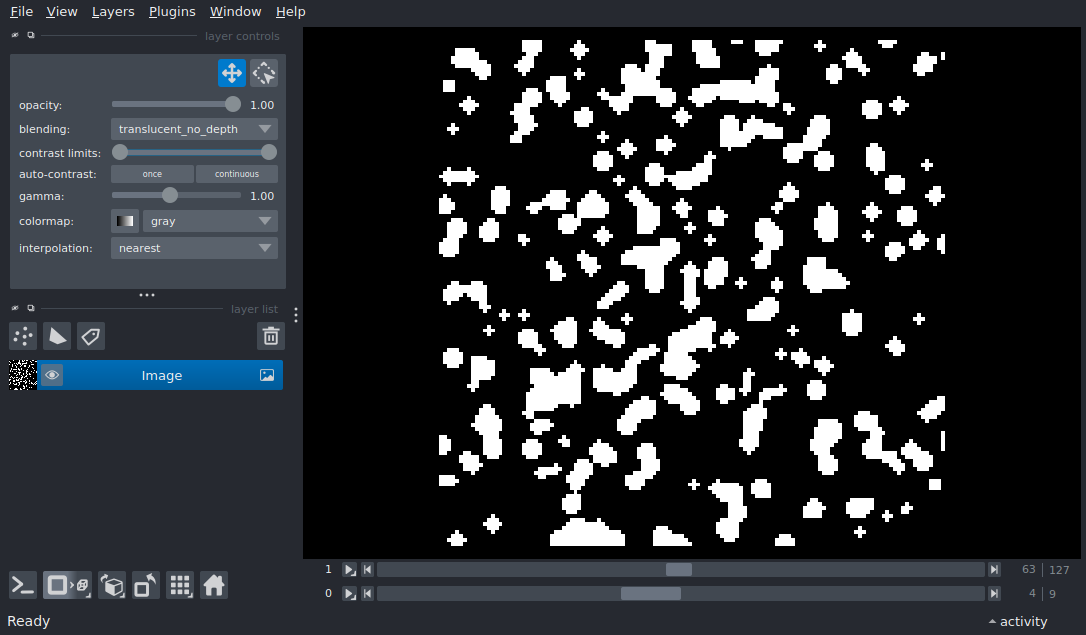 File View Layers Plugins Window Help
layer controls
opacity: 1.00
blending: translucent_no_depth
contrast limits:
auto-contrast: once continuous
gamma: 1.00
colormap: gray
interpolation: nearest
layer list
Image
1 63 127
0 4 9
Ready activity